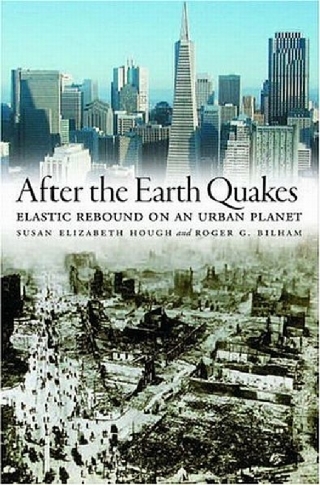 After the Earth Quakes
ELASTIC REBOUND ON AN URBAN PLANET
SUSAN ELIZABETH HOUGH and ROGER G. BILHAM